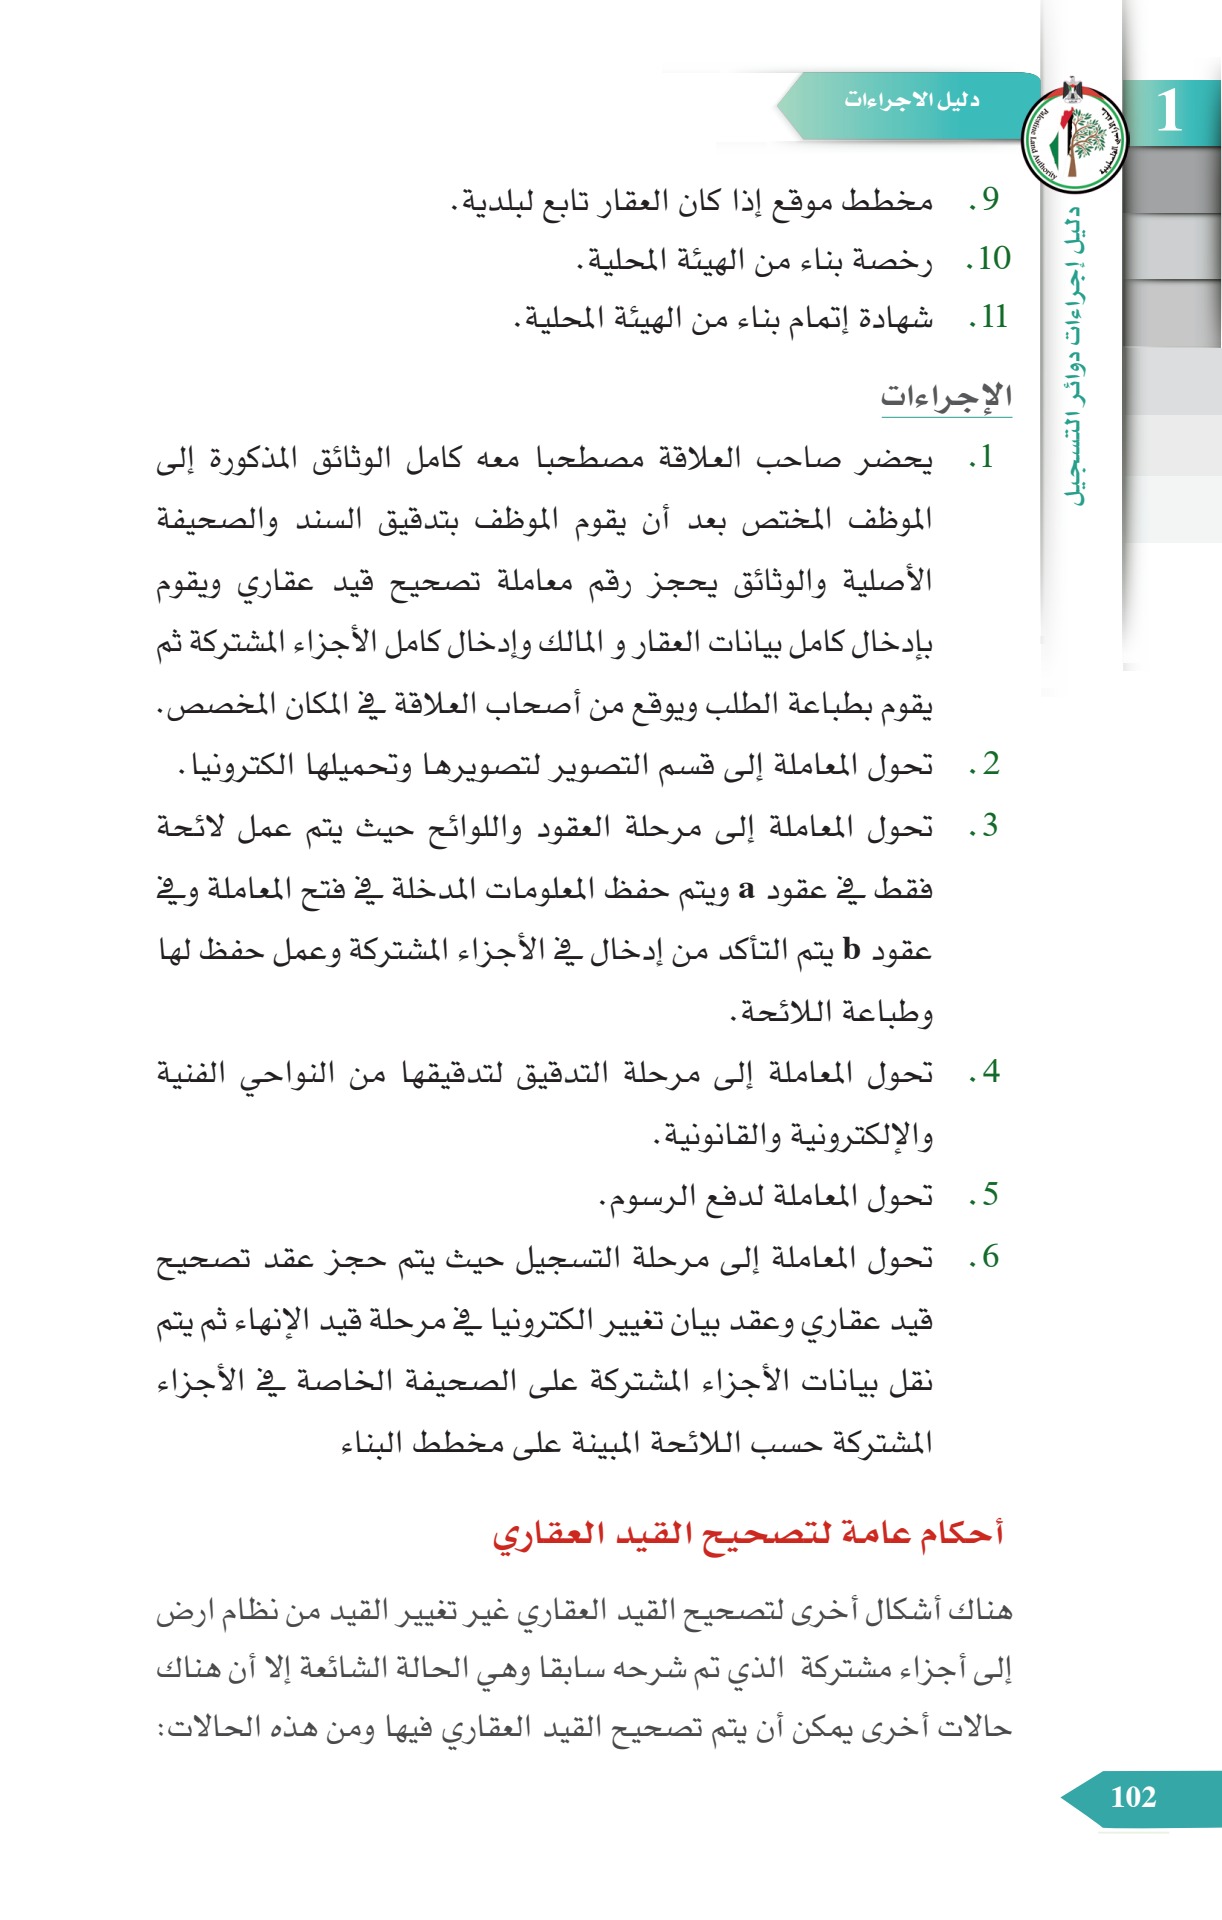 دليل الاجراءات
1
Palestine Land Authority
دليل إجراءات دوائر التسجيل
9. مخطط موقع إذا كان العقار تابع لبلدية.
10. رخصة بناء من الهيئة المحلية.
11. شهادة إتمام بناء من الهيئة المحلية.
الإجراءات
1. يحضر صاحب العلاقة مصطحبا معه كامل الوثائق المذكورة إلى
الموظف المختص بعد أن يقوم الموظف بتدقيق السند والصحيفة
الأصلية والوثائق يحجز رقم معاملة تصحيح قيد عقاري ويقوم
بإدخال كامل بيانات العقار و المالك وإدخال كامل الأجزاء المشتركة ثم
يقوم بطباعة الطلب ويوقع من أصحاب العلاقة في المكان المخصص.
2. تحول المعاملة إلى قسم التصوير لتصويرها وتحميلها الكترونيا.
3. تحول المعاملة إلى مرحلة العقود واللوائح حيث يتم عمل لائحة
فقط في عقود a ويتم حفظ المعلومات المدخلة في فتح المعاملة وفي
عقود b يتم التأكد من إدخال في الأجزاء المشتركة وعمل حفظ لها
وطباعة اللائحة.
4. تحول المعاملة إلى مرحلة التدقيق لتدقيقها من النواحي الفنية
والإلكترونية والقانونية.
5. تحول المعاملة لدفع الرسوم.
6. تحول المعاملة إلى مرحلة التسجيل حيث يتم حجز عقد تصحيح
قيد عقاري وعقد بيان تغيير الكترونيا في مرحلة قيد الإنهاء ثم يتم
نقل بيانات الأجزاء المشتركة على الصحيفة الخاصة في الأجزاء
المشتركة حسب اللائحة المبينة على مخطط البناء
أحكام عامة لتصحيح القيد العقاري
هناك أشكال أخرى لتصحيح القيد العقاري غير تغيير القيد من نظام ارض
إلى أجزاء مشتركة الذي تم شرحه سابقا وهي الحالة الشائعة إلا أن هناك
حالات أخرى يمكن أن يتم تصحيح القيد العقاري فيها ومن هذه الحالات:
102